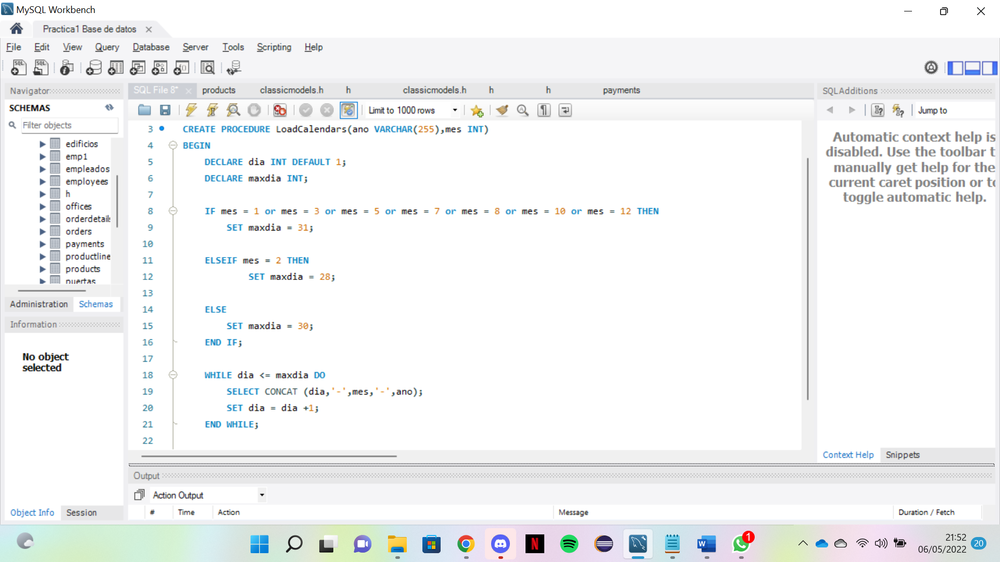 MySQL Workbench
Practica1 Base de datos
File Edit View Query Database Server Tools Scripting Help
Navigator
SCHEMAS
Filter objects
edificios
emp1
empleados
employees
h
offices
orderdetails
orders
payments
productline
products
puertas
Administration Schemas
Information
No object
selected
Object Info Session
SQL File 8* products classicmodels.h h classicmodels.h h h payments
Limit to 1000 rows
3 CREATE PROCEDURE LoadCalendars(ano VARCHAR(255),mes INT)
4 BEGIN
5 DECLARE dia INT DEFAULT 1;
6 DECLARE maxdia INT;
7
8 IF mes = 1 or mes = 3 or mes = 5 or mes = 7 or mes = 8 or mes = 10 or mes = 12 THEN
9 SET maxdia = 31;
10
11 ELSEIF mes = 2 THEN
12 SET maxdia = 28;
13
14 ELSE
15 SET maxdia = 30;
16 END IF;
17
18 WHILE dia <= maxdia DO
19 SELECT CONCAT (dia,'-',mes,'-',ano);
20 SET dia = dia +1;
21 END WHILE;
22
SQLAdditions
Jump to
Automatic context help is
disabled. Use the toolbar t
manually get help for the
current caret position or to
toggle automatic help.
Context Help Snippets
Output
Action Output
# Time Action Message Duration / Fetch
1
21:52
06/05/2022
20